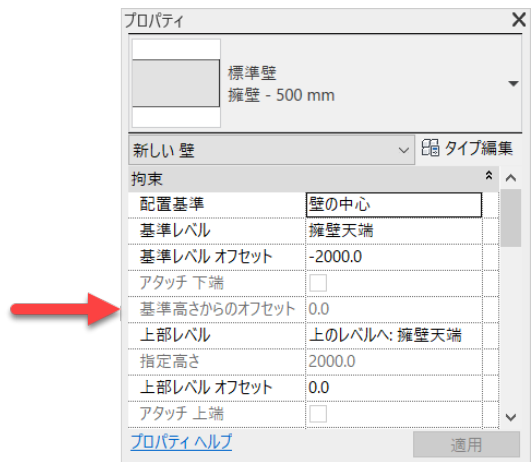 プロパティ
標準壁
擁壁 - 500 mm
新しい 壁 タイプ編集
拘束
配置基準 壁の中心
基準レベル 擁壁天端
基準レベル オフセット -2000.0
アタッチ 下端
基準高さからのオフセット 0.0
上部レベル 上のレベルへ: 擁壁天端
指定高さ 2000.0
上部レベル オフセット 0.0
アタッチ 上端
プロパティ ヘルプ 適用